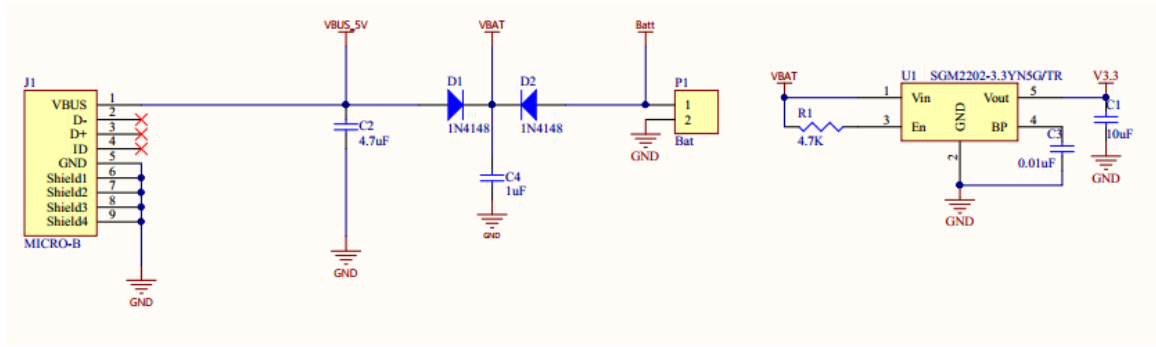 VBUS_5V
VBAT
Batt
J1
VBUS 1
D- 2
D+ 3
ID 4
GND 5
Shield1 6
Shield2 7
Shield3 8
Shield4 9
MICRO-B
GND
C2
4.7uF
GND
D1
1N4148
D2
1N4148
C4
1uF
GND
P1
1
2
Bat
GND
VBAT
R1
4.7K
U1 SGM2202-3.3YN5G/TR
1 Vin Vout 5
3 En BP 4
GND
2
GND
V3.3
C1
10uF
GND
C3
0.01uF